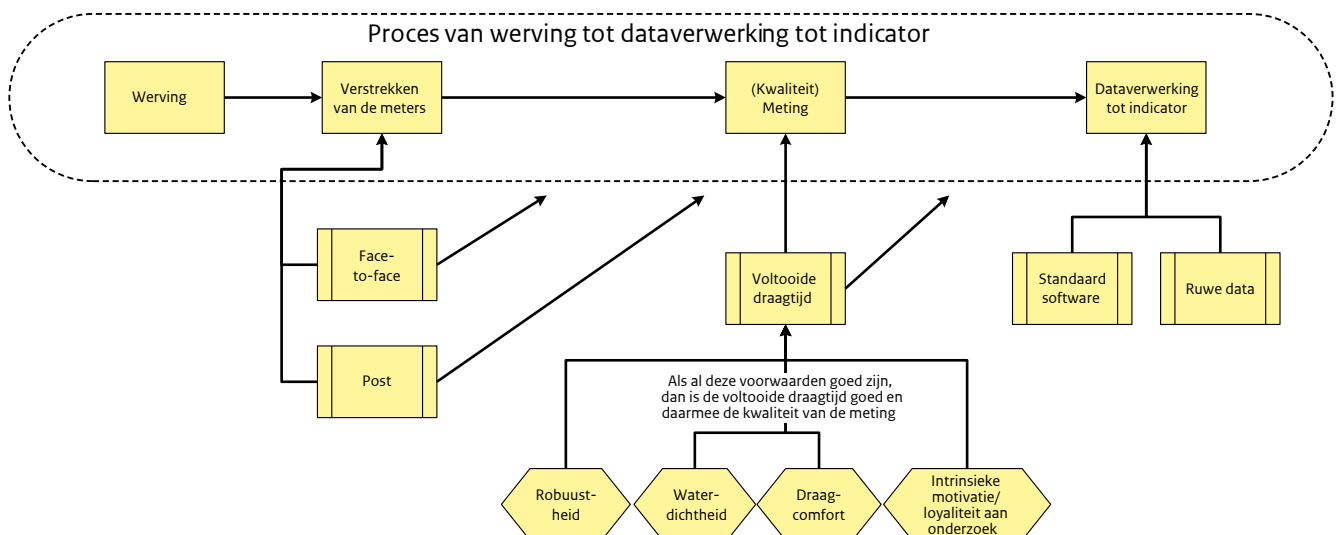 Proces van werving tot dataverwerking tot indicator
Werving
Verstrekken
van de meters
(Kwaliteit)
Meting
Dataverwerking
tot indicator
Face-
to-face
Voltooide
draagtijd
Standaard
software
Ruwe data
Post
Als al deze voorwaarden goed zijn,
dan is de voltooide draagtijd goed en
daarmee de kwaliteit van de meting
Robuust-
heid
Water-
dichtheid
Draag-
comfort
Intrinsieke
motivatie/
loyaliteit aan
onderzoek